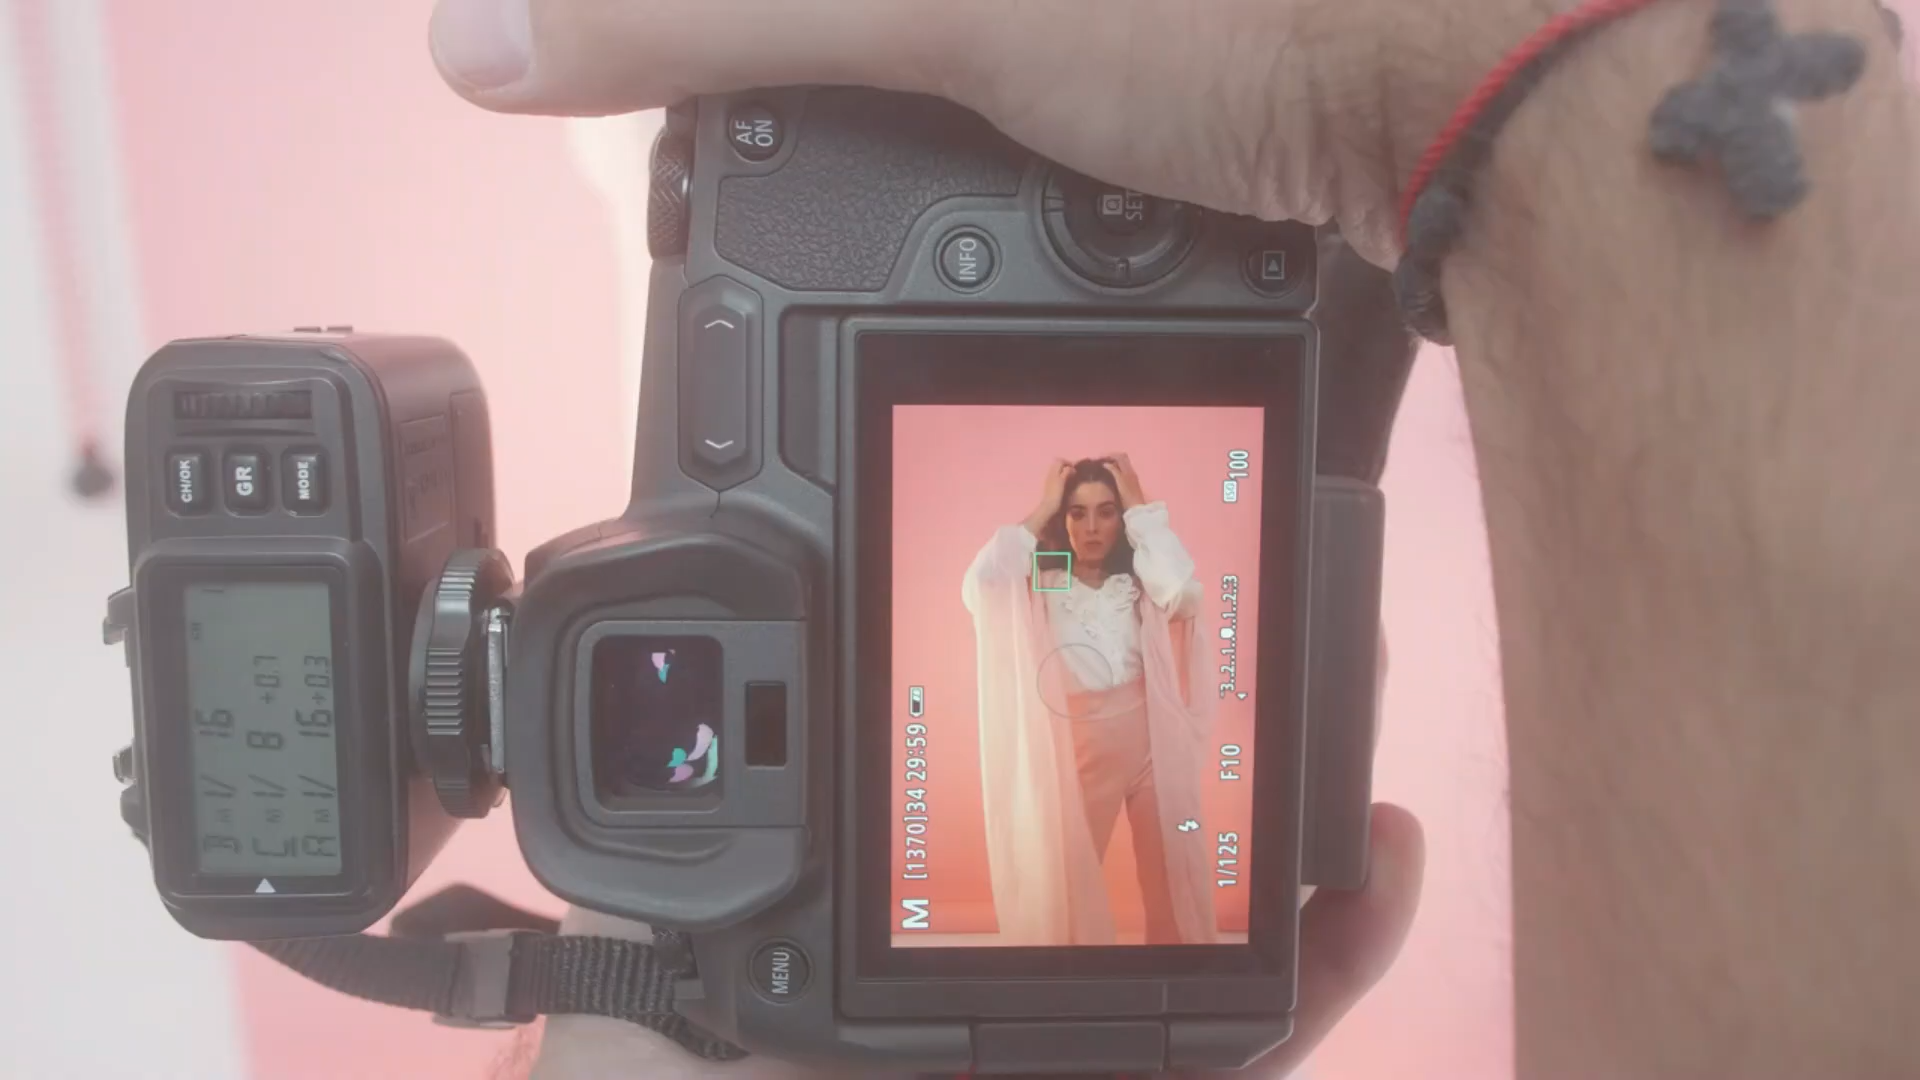 AF
ON
SET
INFO
CH/OK
GR
MODE
B M 1/ 16
C M 1/ 8 +0.7
A M 1/ 16+0.3
M [1370]34 29:59
1/125 F10 3..2..1..0..1..2..3 ISO 100
MENU